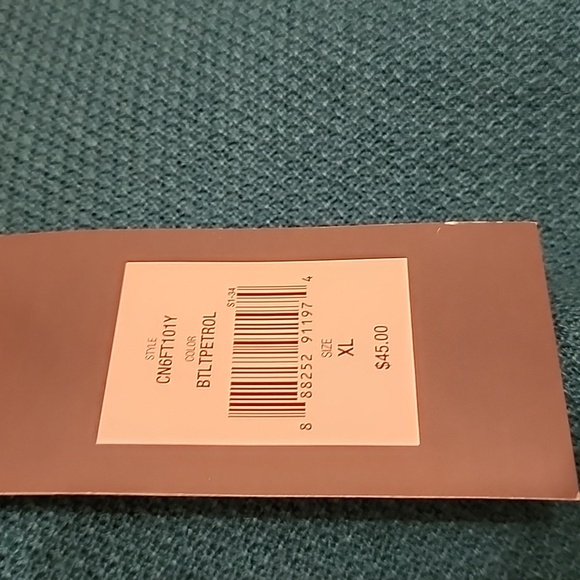 STYLE
CN6FT101Y
COLOR
BTLTPETROL
S1-34
8 88252 91197 4
SIZE
XL
$45.00